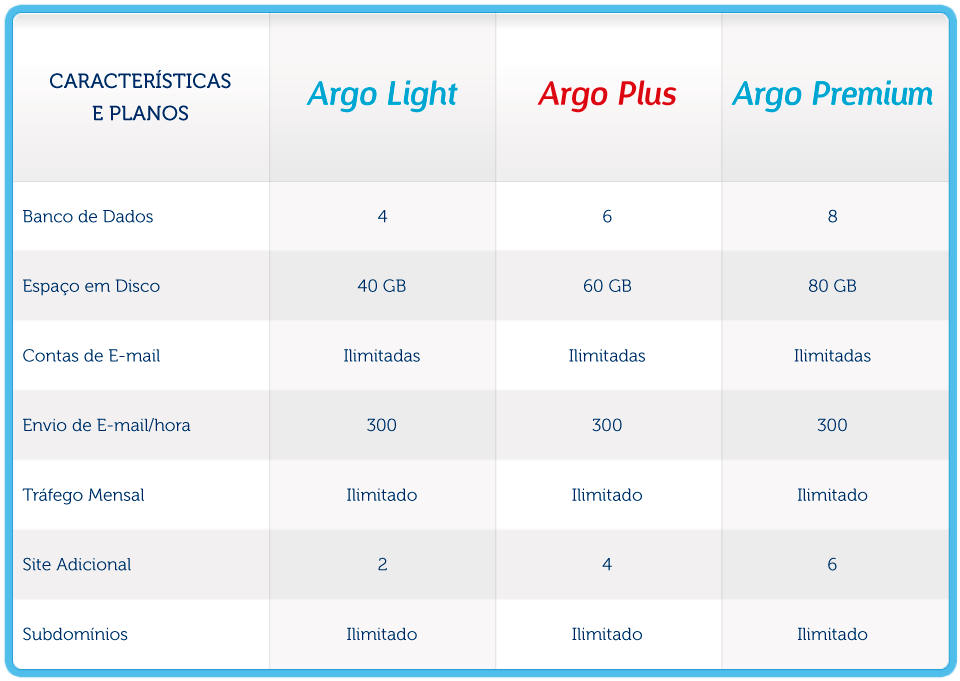 CARACTERÍSTICAS
E PLANOS
Argo Light
Argo Plus
Argo Premium
Banco de Dados 4 6 8
Espaço em Disco 40 GB 60 GB 80 GB
Contas de E-mail Ilimitadas Ilimitadas Ilimitadas
Envio de E-mail/hora 300 300 300
Tráfego Mensal Ilimitado Ilimitado Ilimitado
Site Adicional 2 4 6
Subdomínios Ilimitado Ilimitado Ilimitado